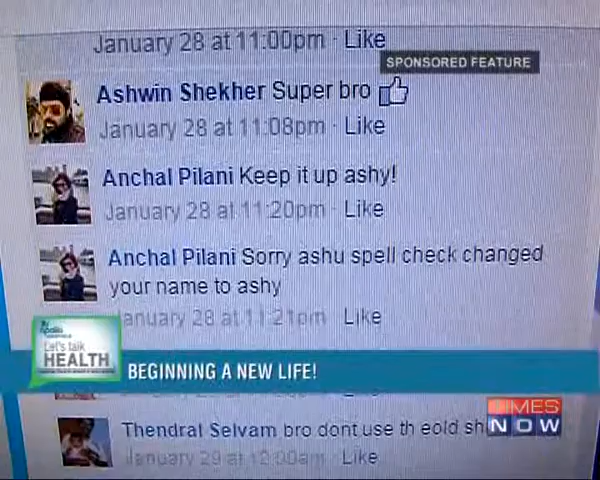 January 28 at 11:00pm · Like
SPONSORED FEATURE
Ashwin Shekher Super bro
January 28 at 11:08pm · Like
Anchal Pilani Keep it up ashy!
January 28 at 11:20pm · Like
Anchal Pilani Sorry ashu spell check changed
your name to ashy
January 28 at 11:21pm · Like
Apollo
Let's talk
HEALTH
BEGINNING A NEW LIFE!
TIMES
NOW
Thendral Selvam bro dont use th eold sh
January 29 at 12:00am · Like